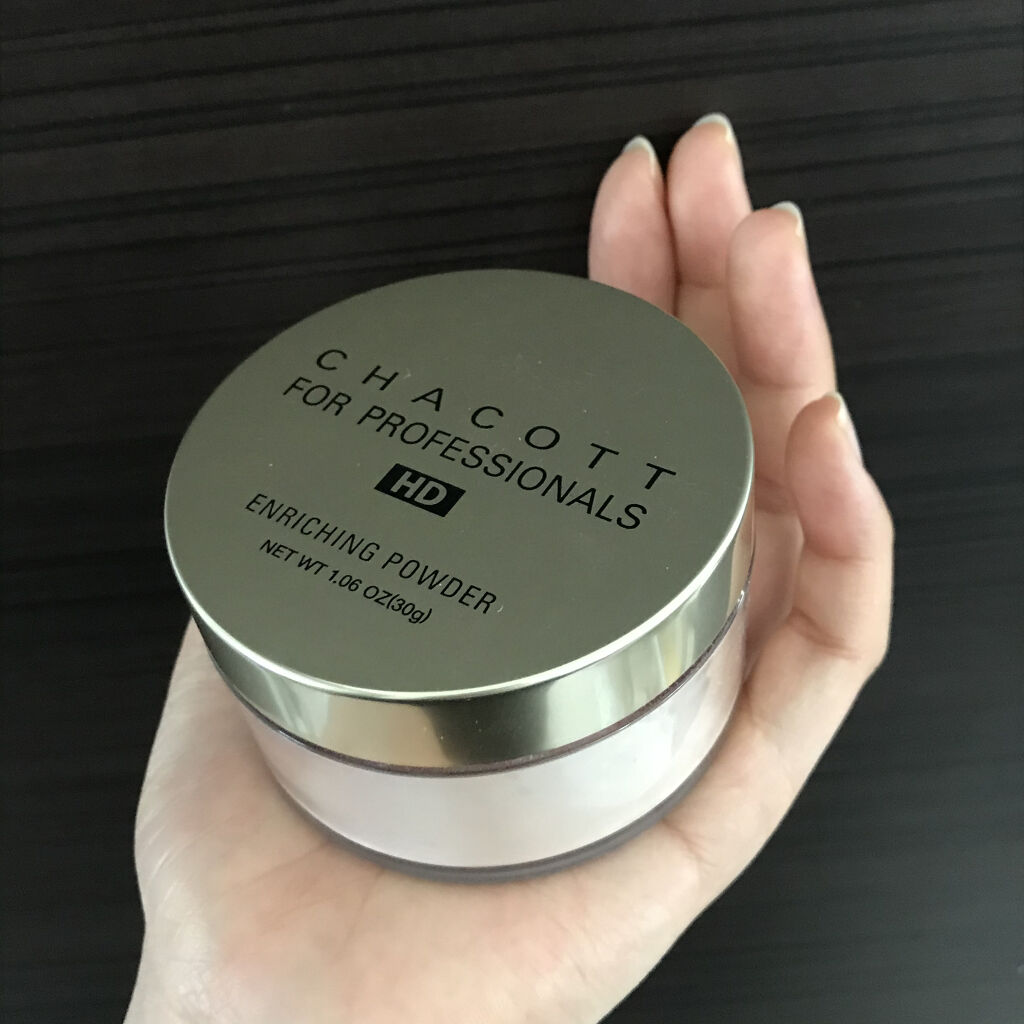 CHACOTT
FOR PROFESSIONALS
HD
ENRICHING POWDER
NET WT 1.06 OZ(30g)